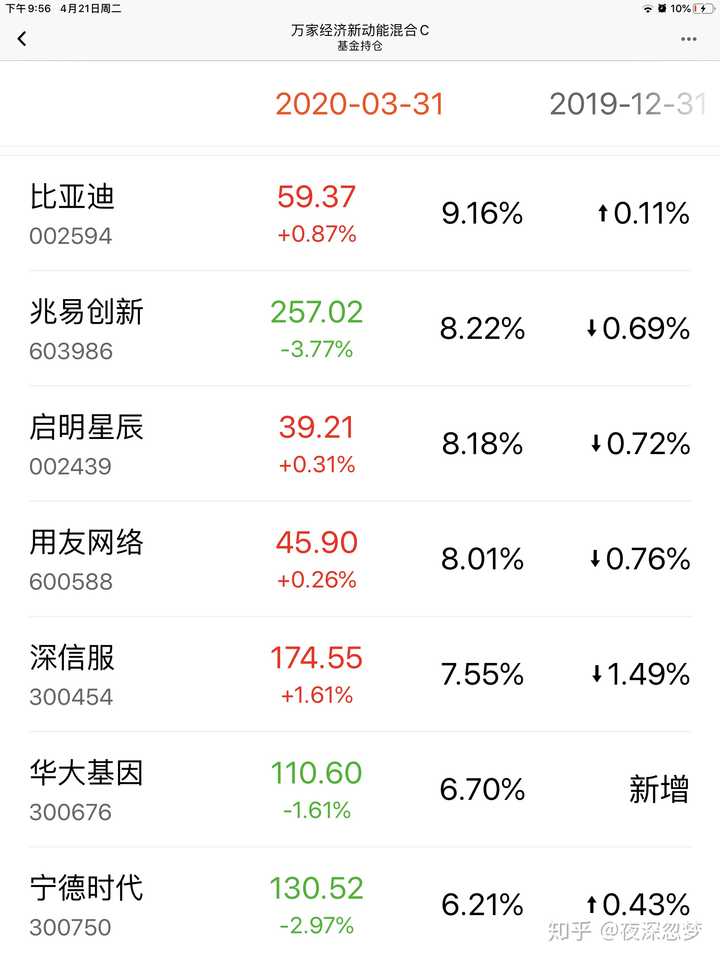 下午9:56 4月21日周二 10%
万家经济新动能混合C
基金持仓
2020-03-31 2019-12-31
比亚迪 59.37 9.16% ⬆0.11%
002594 +0.87%
兆易创新 257.02 8.22% ⬇0.69%
603986 -3.77%
启明星辰 39.21 8.18% ⬇0.72%
002439 +0.31%
用友网络 45.90 8.01% ⬇0.76%
600588 +0.26%
深信服 174.55 7.55% ⬇1.49%
300454 +1.61%
华大基因 110.60 6.70% 新增
300676 -1.61%
宁德时代 130.52 6.21% ⬆0.43%
300750 -2.97%
知乎 @夜深忽梦